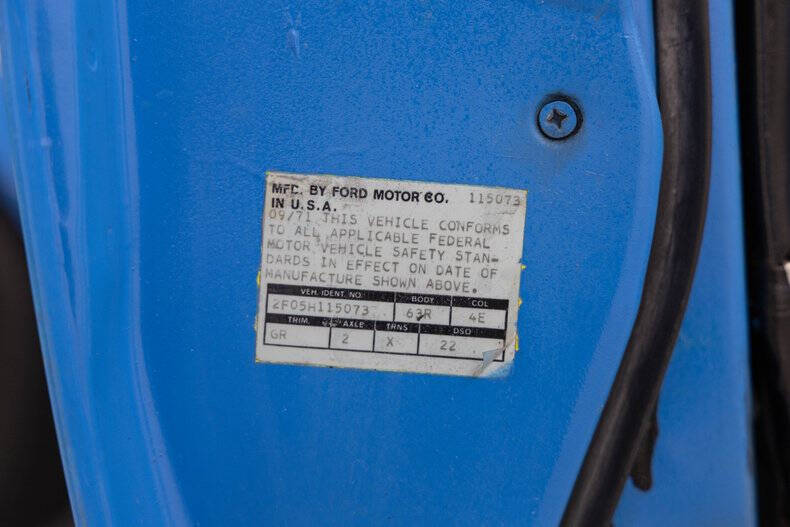 MFD. BY FORD MOTOR CO. 115073
IN U.S.A.
09/71 THIS VEHICLE CONFORMS
TO ALL APPLICABLE FEDERAL
MOTOR VEHICLE SAFETY STAN-
DARDS IN EFFECT ON DATE OF
MANUFACTURE SHOWN ABOVE.
VEH. IDENT. NO. BODY COL
2F05H115073 63R 4E
TRIM. AXLE TRNS DSO
GR 2 X 22